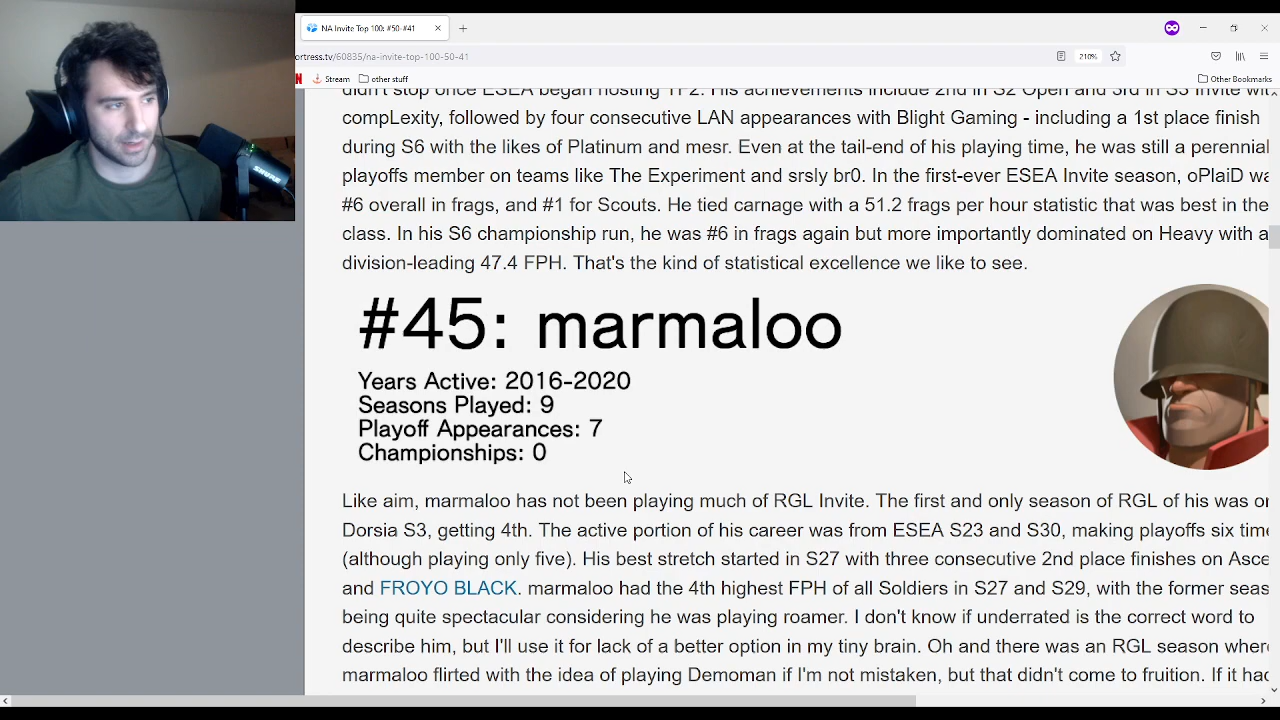 NA Invite Top 100: #50-#41
ortress.tv/60835/na-invite-top-100-50-41
210%
N Stream other stuff Other Bookmarks
didn't stop once ESEA began hosting TF2. His achievements include 2nd in S2 Open and 3rd in S3 Invite wi
compLexity, followed by four consecutive LAN appearances with Blight Gaming - including a 1st place finish
during S6 with the likes of Platinum and mesr. Even at the tail-end of his playing time, he was still a perennial
playoffs member on teams like The Experiment and srsly br0. In the first-ever ESEA Invite season, oPlaiD wa
#6 overall in frags, and #1 for Scouts. He tied carnage with a 51.2 frags per hour statistic that was best in the
class. In his S6 championship run, he was #6 in frags again but more importantly dominated on Heavy with a
division-leading 47.4 FPH. That's the kind of statistical excellence we like to see.
#45: marmaloo
Years Active: 2016-2020
Seasons Played: 9
Playoff Appearances: 7
Championships: 0
Like aim, marmaloo has not been playing much of RGL Invite. The first and only season of RGL of his was on
Dorsia S3, getting 4th. The active portion of his career was from ESEA S23 and S30, making playoffs six time
(although playing only five). His best stretch started in S27 with three consecutive 2nd place finishes on Asce
and FROYO BLACK. marmaloo had the 4th highest FPH of all Soldiers in S27 and S29, with the former seas
being quite spectacular considering he was playing roamer. I don't know if underrated is the correct word to
describe him, but I'll use it for lack of a better option in my tiny brain. Oh and there was an RGL season where
marmaloo flirted with the idea of playing Demoman if I'm not mistaken, but that didn't come to fruition. If it had
SHURE